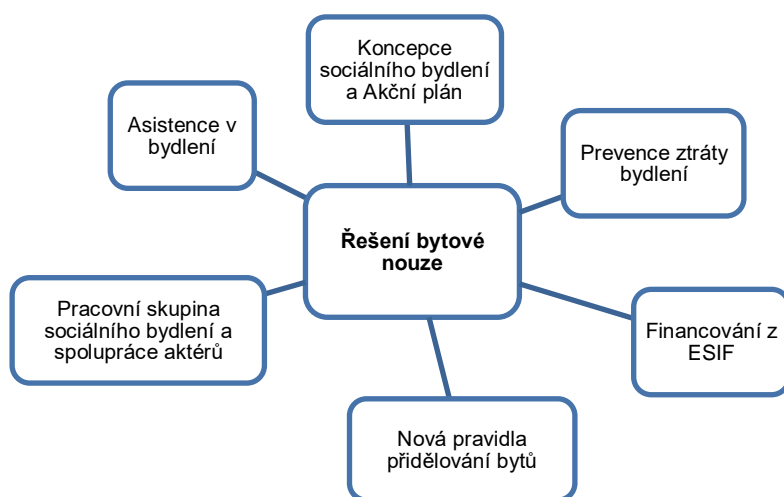 Koncepce
sociálního bydlení
a Akční plán
Asistence v
bydlení
Prevence ztráty
bydlení
Řešení bytové
nouze
Pracovní skupina
sociálního bydlení a
spolupráce aktérů
Financování z
ESIF
Nová pravidla
přidělování bytů